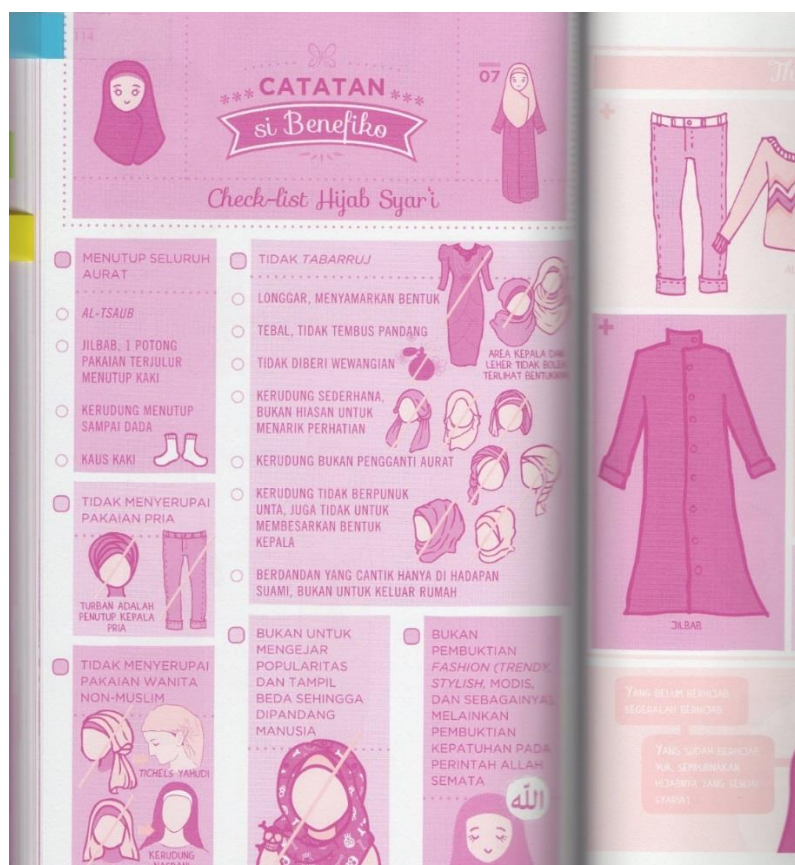 114
CATATAN
si Benefiko
07
Check-list Hijab Syar'i
MENUTUP SELURUH
AURAT
AL-TSAUB
JILBAB, 1 POTONG
PAKAIAN TERJULUR
MENUTUP KAKI
KERUDUNG MENUTUP
SAMPAI DADA
KAUS KAKI
TIDAK MENYERUPAI
PAKAIAN PRIA
TURBAN ADALAH
PENUTUP KEPALA
PRIA
TIDAK MENYERUPAI
PAKAIAN WANITA
NON-MUSLIM
TICHELS YAHUDI
KERUDUNG
TIDAK TABARRUJ
LONGGAR, MENYAMARKAN BENTUK
TEBAL, TIDAK TEMBUS PANDANG
TIDAK DIBERI WEWANGIAN
KERUDUNG SEDERHANA,
BUKAN HIASAN UNTUK
MENARIK PERHATIAN
KERUDUNG BUKAN PENGGANTI AURAT
KERUDUNG TIDAK BERPUNUK
UNTA, JUGA TIDAK UNTUK
MEMBESARKAN BENTUK
KEPALA
BERDANDAN YANG CANTIK HANYA DI HADAPAN
SUAMI, BUKAN UNTUK KELUAR RUMAH
AREA KEPALA DAN
LEHER TIDAK BOLEH
TERLIHAT BENTUKNYA
BUKAN UNTUK
MENGEJAR
POPULARITAS
DAN TAMPIL
BEDA SEHINGGA
DIPANDANG
MANUSIA
BUKAN
PEMBUKTIAN
FASHION (TRENDY,
STYLISH, MODIS,
DAN SEBAGAINYA)
MELAINKAN
PEMBUKTIAN
KEPATUHAN PADA
PERINTAH ALLAH
SEMATA
الله
Th
JILBAB
YANG BELUM BERHIJAB
SEGERALAH BERHIJAB
YANG SUDAH BERHIJAB
YUK, SEMPURNAKAN
HIJABNYA YANG SESUAI
SYARIAT